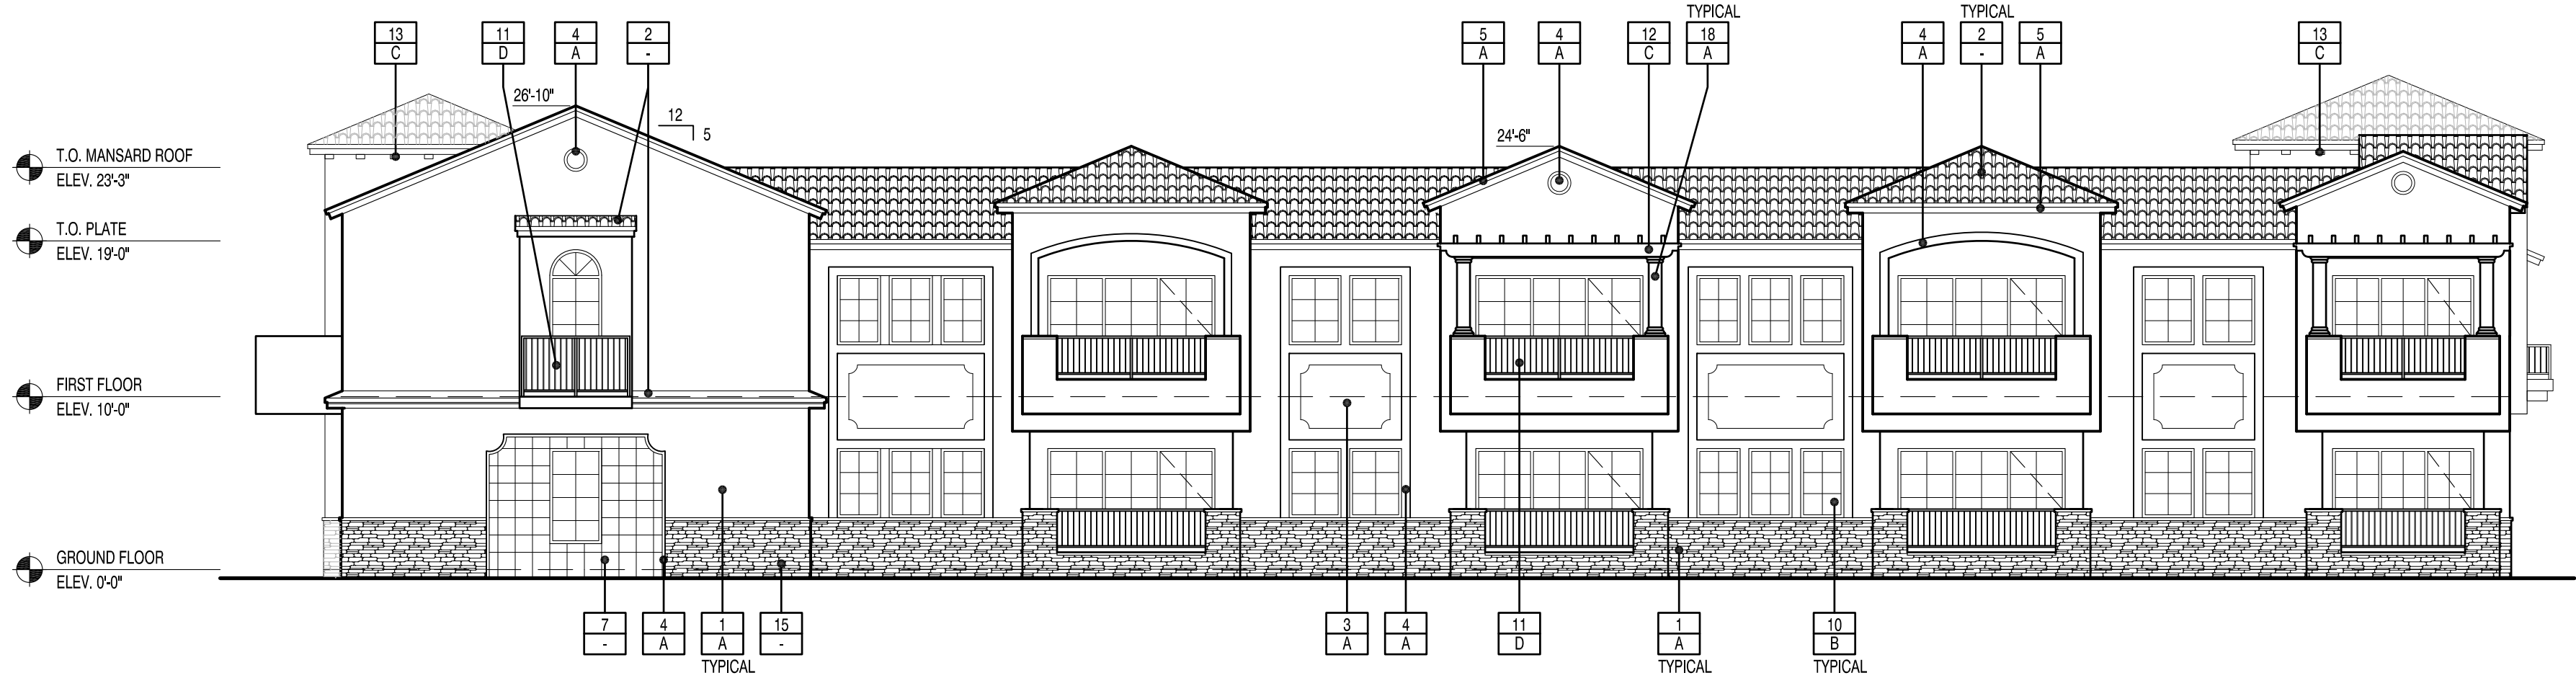 TYPICAL
TYPICAL
13
C
11
D
4
A
2
-
5
A
4
A
12
C
18
A
4
A
2
-
5
A
13
C
26'-10"
12
5
24'-6"
T.O. MANSARD ROOF
ELEV. 23'-3"
T.O. PLATE
ELEV. 19'-0"
FIRST FLOOR
ELEV. 10'-0"
GROUND FLOOR
ELEV. 0'-0"
7
-
4
A
1
A
TYPICAL
15
-
3
A
4
A
11
D
1
A
TYPICAL
10
B
TYPICAL